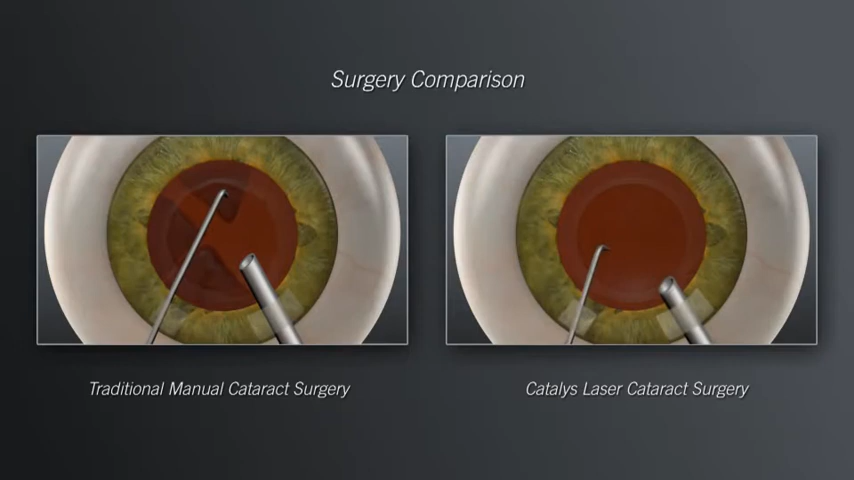 Surgery Comparison
Traditional Manual Cataract Surgery
Catalys Laser Cataract Surgery